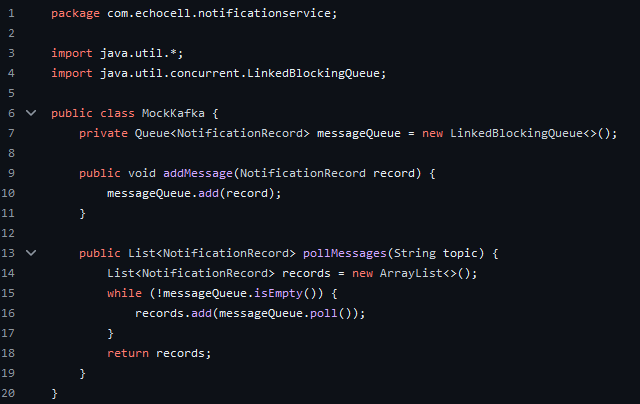 1 package com.echocell.notificationservice;
2
3 import java.util.*;
4 import java.util.concurrent.LinkedBlockingQueue;
5
6 public class MockKafka {
7     private Queue<NotificationRecord> messageQueue = new LinkedBlockingQueue<>();
8
9     public void addMessage(NotificationRecord record) {
10         messageQueue.add(record);
11     }
12
13     public List<NotificationRecord> pollMessages(String topic) {
14         List<NotificationRecord> records = new ArrayList<>();
15         while (!messageQueue.isEmpty()) {
16             records.add(messageQueue.poll());
17         }
18         return records;
19     }
20 }